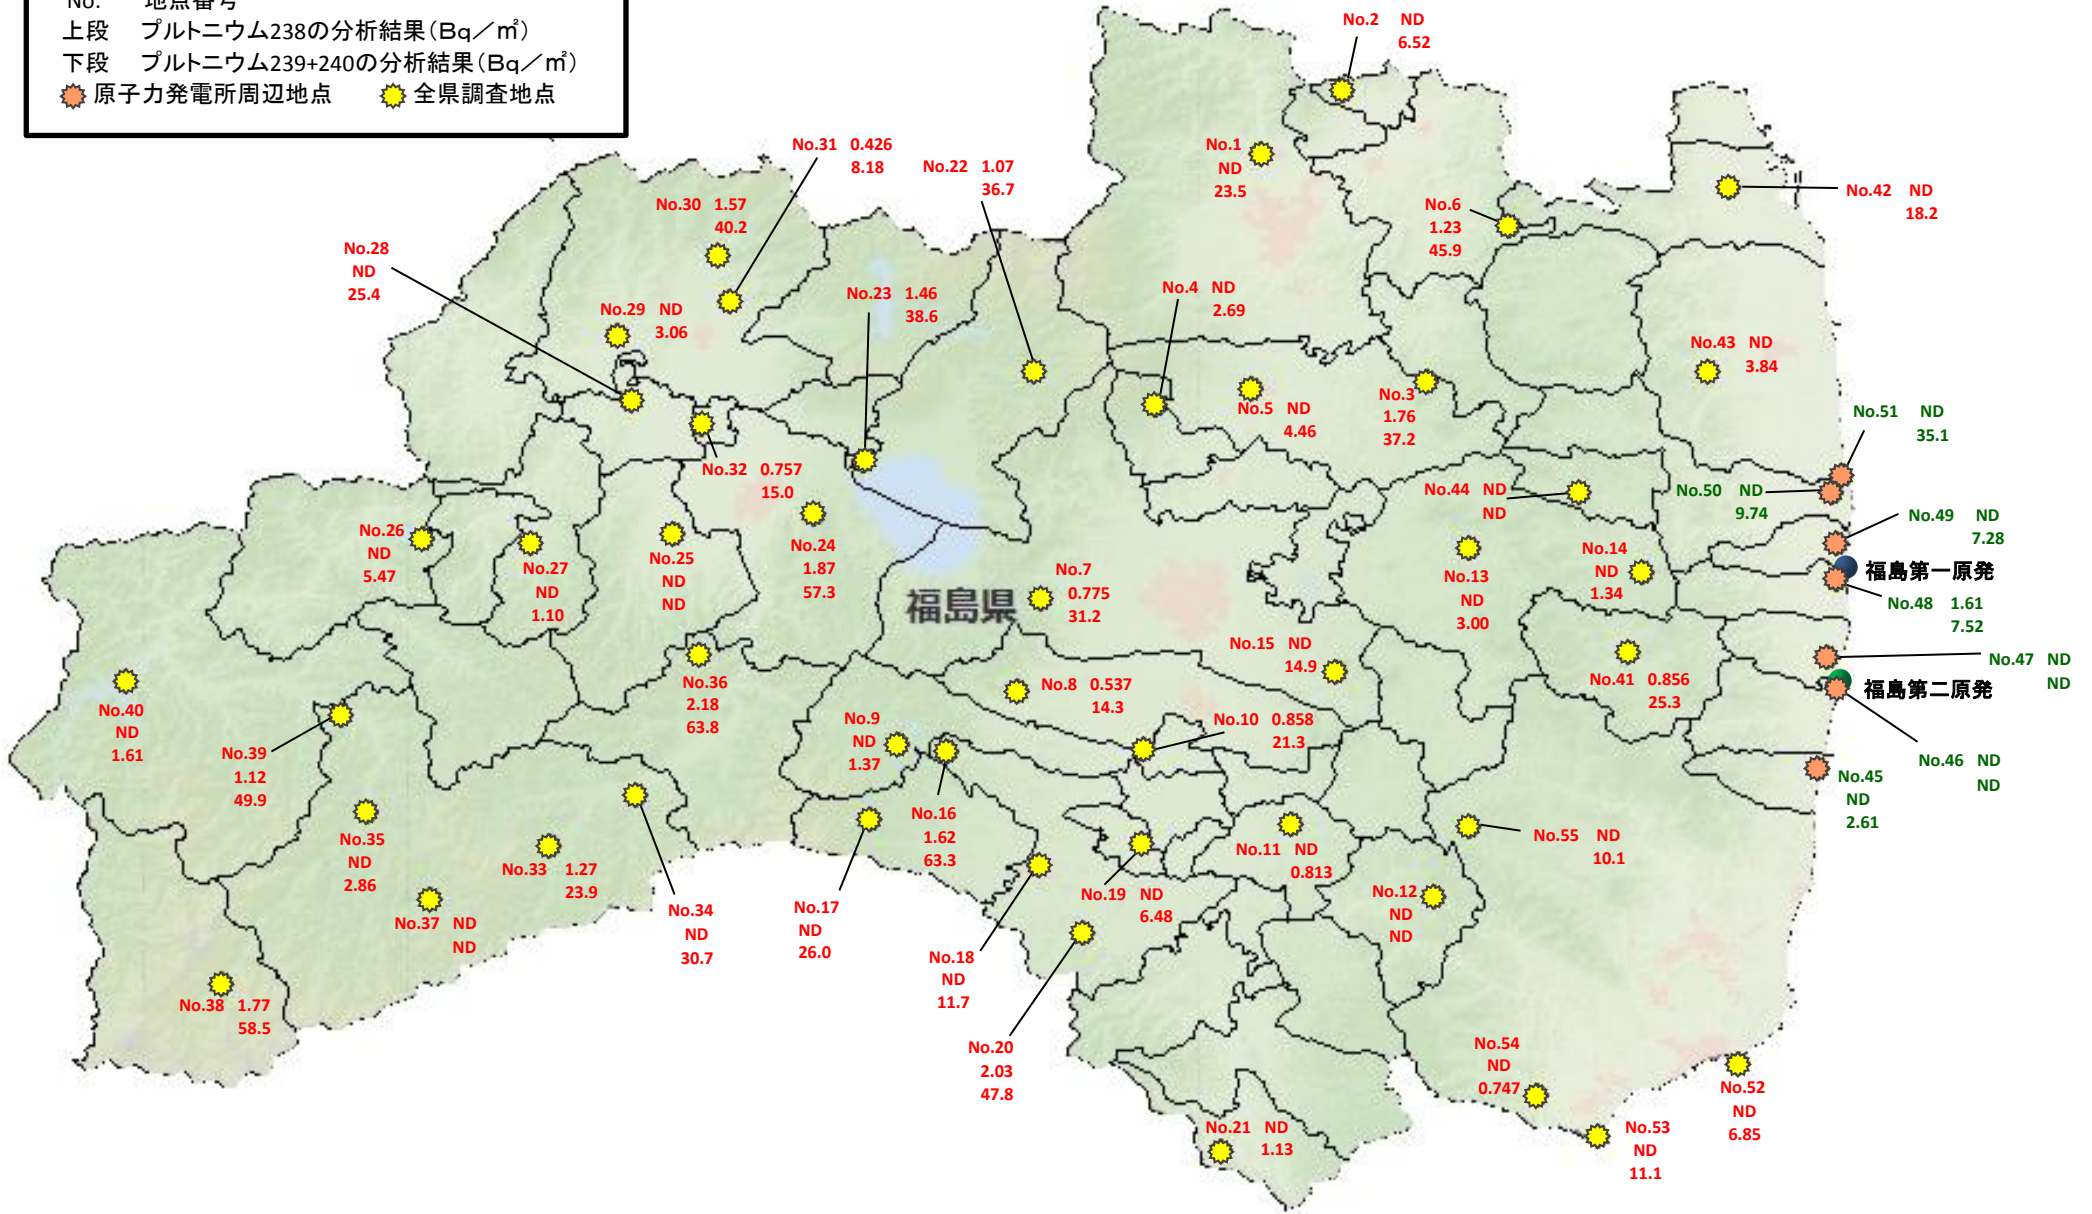 No. 地点番号
上段 プルトニウム238の分析結果(Bq/㎡)
下段 プルトニウム239+240の分析結果(Bq/㎡)
原子力発電所周辺地点 全県調査地点
No.2 ND
6.52
No.31 0.426
8.18
No.22 1.07
36.7
No.1
ND
23.5
No.42 ND
18.2
No.30 1.57
40.2
No.6
1.23
45.9
No.28
ND
25.4
No.23 1.46
38.6
No.4 ND
2.69
No.29 ND
3.06
No.43 ND
3.84
No.5 ND
4.46
No.3
1.76
37.2
No.51 ND
35.1
No.32 0.757
15.0
No.44 ND
ND
No.50 ND
9.74
No.49 ND
7.28
No.26
ND
5.47
No.27
ND
1.10
No.25
ND
ND
No.24
1.87
57.3
No.7
0.775
31.2
福島県
No.13
ND
3.00
No.14
ND
1.34
福島第一原発
No.48 1.61
7.52
No.15 ND
14.9
No.47 ND
ND
No.36
2.18
63.8
No.8 0.537
14.3
No.41 0.856
25.3
福島第二原発
No.40
ND
1.61
No.39
1.12
49.9
No.9
ND
1.37
No.10 0.858
21.3
No.46 ND
ND
No.45
ND
2.61
No.35
ND
2.86
No.33 1.27
23.9
No.16
1.62
63.3
No.11 ND
0.813
No.55 ND
10.1
No.12
ND
ND
No.37 ND
ND
No.34
ND
30.7
No.17
ND
26.0
No.19 ND
6.48
No.18
ND
11.7
No.38 1.77
58.5
No.20
2.03
47.8
No.54
ND
0.747
No.52
ND
6.85
No.21 ND
1.13
No.53
ND
11.1